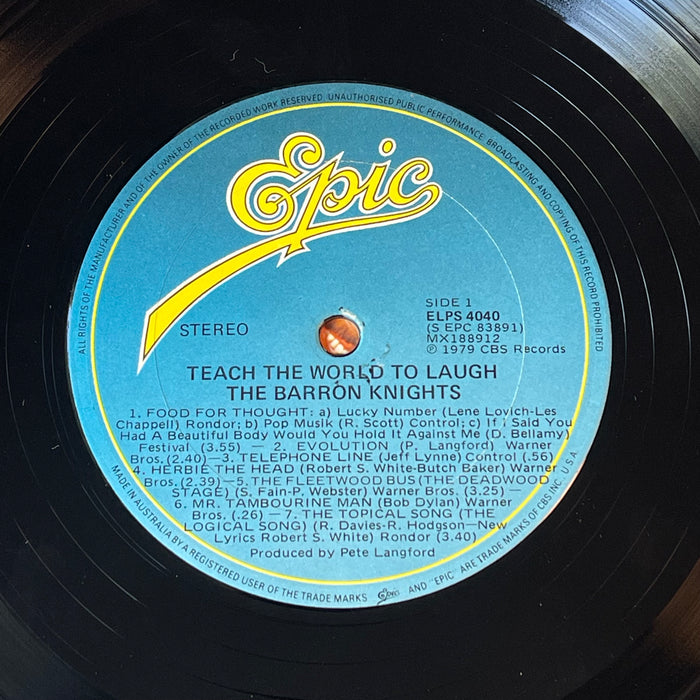 ALL RIGHTS OF THE MANUFACTURER AND OF THE OWNER OF THE RECORDED WORK RESERVED. UNAUTHORISED PUBLIC PERFORMANCE, BROADCASTING AND COPYING OF THIS RECORD PROHIBITED
Epic
SIDE 1
ELPS 4040
(S EPC 83891)
MX188912
℗ 1979 CBS Records
STEREO
TEACH THE WORLD TO LAUGH
THE BARRON KNIGHTS
1. FOOD FOR THOUGHT: a) Lucky Number (Lene Lovich-Les
Chappell) Rondor; b) Pop Musik (R. Scott) Control; c) If I Said You
Had A Beautiful Body Would You Hold It Against Me (D. Bellamy)
Festival (3.55) — 2. EVOLUTION (P. Langford) Warner
Bros. (2.40) —3. TELEPHONE LINE (Jeff Lynne) Control (.56)
4. HERBIE THE HEAD (Robert S. White-Butch Baker) Warner
Bros. (2.39) —5. THE FLEETWOOD BUS (THE DEADWOOD
STAGE) (S. Fain-P. Webster) Warner Bros. (3.25) —
6. MR. TAMBOURINE MAN (Bob Dylan) Warner
Bros. (.26) — 7. THE TOPICAL SONG (THE
LOGICAL SONG) (R. Davies-R. Hodgson—New
Lyrics Robert S. White) Rondor (3.40)
Produced by Pete Langford
MADE IN AUSTRALIA BY A REGISTERED USER OF THE TRADE MARKS Epic AND "EPIC" ARE TRADE MARKS OF CBS INC. U.S.A